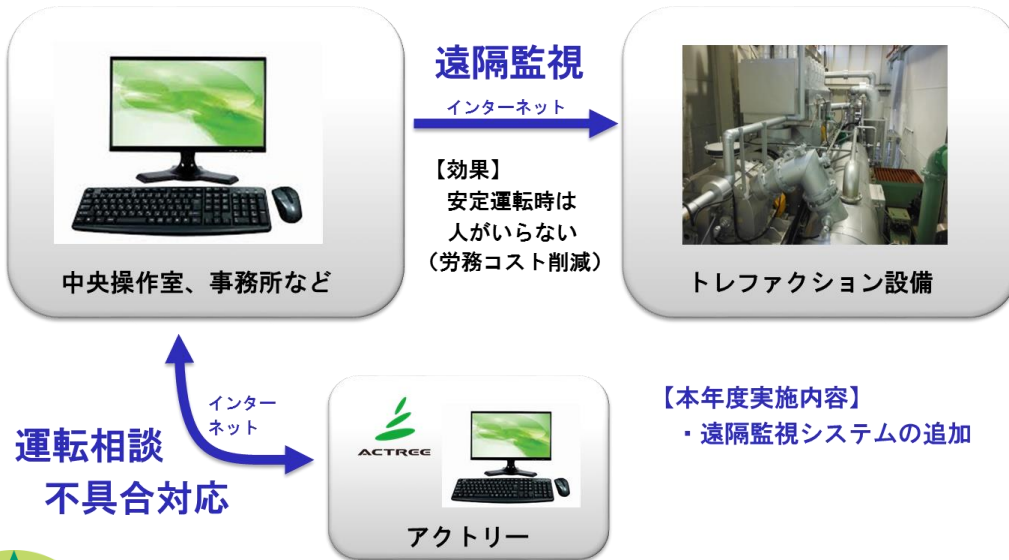 遠隔監視
インターネット
【効果】
安定運転時は
人がいらない
（労務コスト削減）
中央操作室、事務所など
トレファクション設備
インター
ネット
運転相談
不具合対応
ACTREE
アクトリー
【本年度実施内容】
・遠隔監視システムの追加